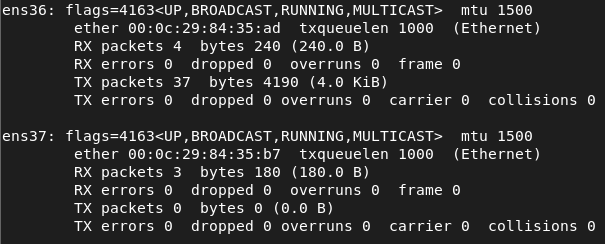 ens36: flags=4163<UP,BROADCAST,RUNNING,MULTICAST>  mtu 1500
        ether 00:0c:29:84:35:ad  txqueuelen 1000  (Ethernet)
        RX packets 4  bytes 240 (240.0 B)
        RX errors 0  dropped 0  overruns 0  frame 0
        TX packets 37  bytes 4190 (4.0 KiB)
        TX errors 0  dropped 0 overruns 0  carrier 0  collisions 0
ens37: flags=4163<UP,BROADCAST,RUNNING,MULTICAST>  mtu 1500
        ether 00:0c:29:84:35:b7  txqueuelen 1000  (Ethernet)
        RX packets 3  bytes 180 (180.0 B)
        RX errors 0  dropped 0  overruns 0  frame 0
        TX packets 0  bytes 0 (0.0 B)
        TX errors 0  dropped 0 overruns 0  carrier 0  collisions 0